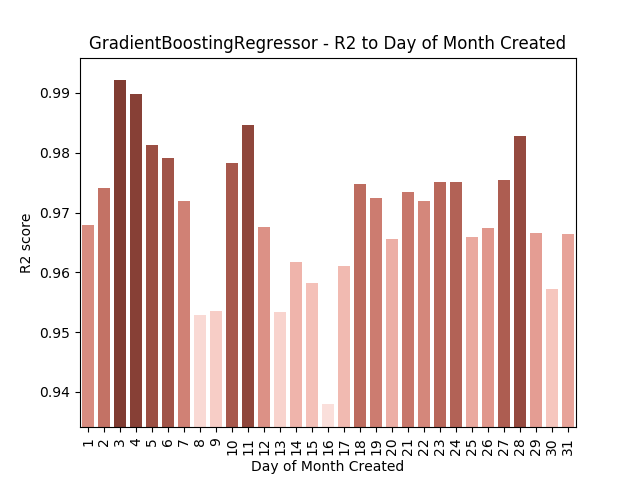 GradientBoostingRegressor - R2 to Day of Month Created
R2 score
0.99
0.98
0.97
0.96
0.95
0.94
1 2 3 4 5 6 7 8 9 10 11 12 13 14 15 16 17 18 19 20 21 22 23 24 25 26 27 28 29 30 31
Day of Month Created